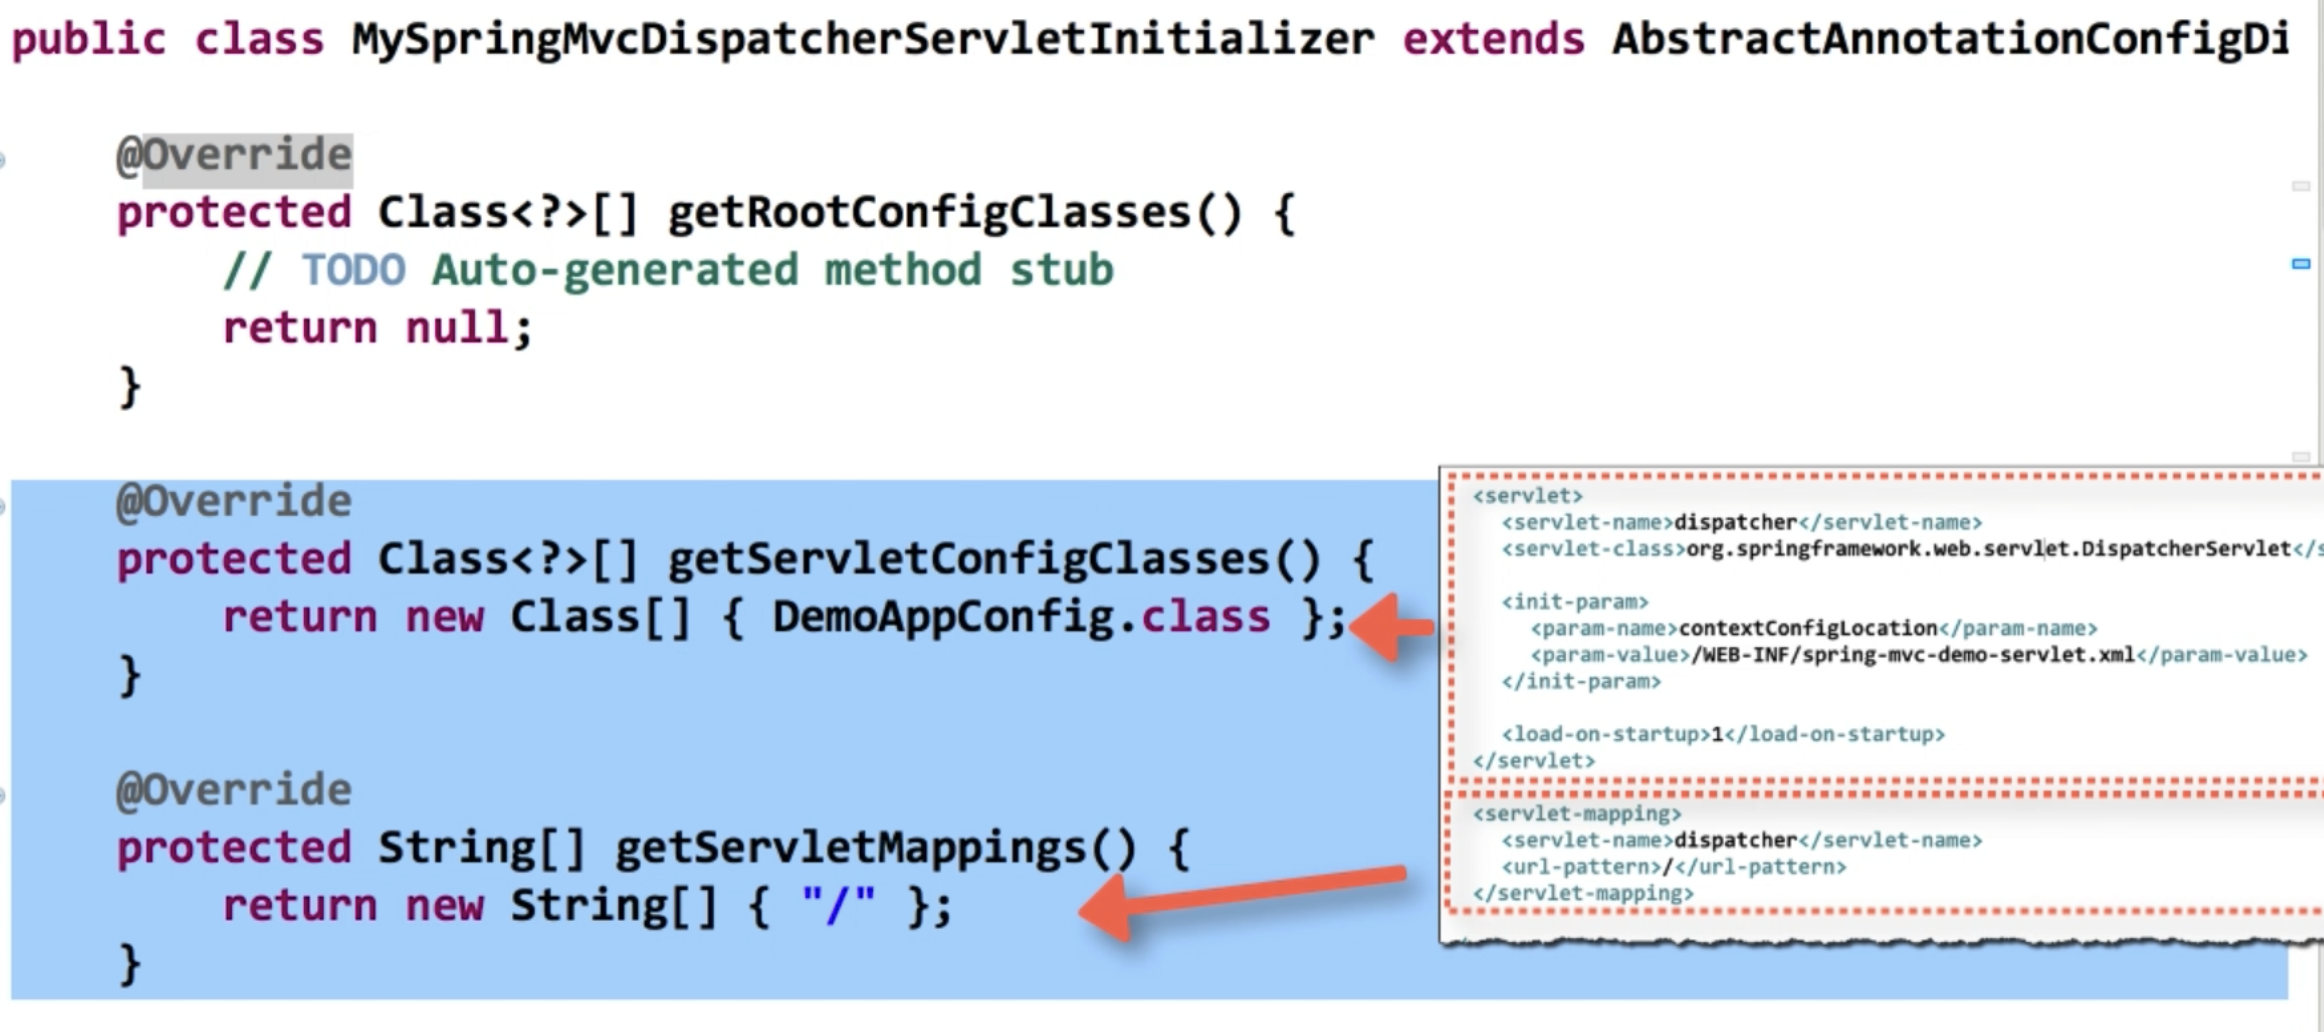 public class MySpringMvcDispatcherServletInitializer extends AbstractAnnotationConfigDi
@Override
protected Class<?>[] getRootConfigClasses() {
// TODO Auto-generated method stub
return null;
}
@Override
protected Class<?>[] getServletConfigClasses() {
return new Class[] { DemoAppConfig.class };
}
@Override
protected String[] getServletMappings() {
return new String[] { "/" };
}
<servlet>
<servlet-name>dispatcher</servlet-name>
<servlet-class>org.springframework.web.servlet.DispatcherServlet</s
<init-param>
<param-name>contextConfigLocation</param-name>
<param-value>/WEB-INF/spring-mvc-demo-servlet.xml</param-value>
</init-param>
<load-on-startup>1</load-on-startup>
</servlet>
<servlet-mapping>
<servlet-name>dispatcher</servlet-name>
<url-pattern>/</url-pattern>
</servlet-mapping>